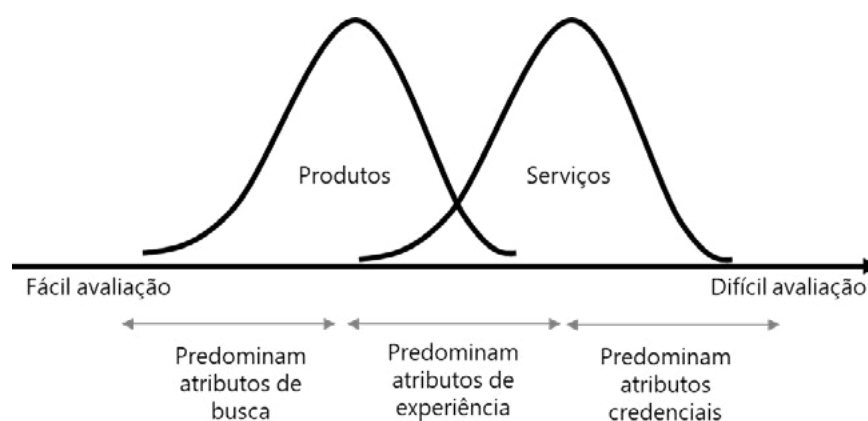 Produtos
Serviços
Fácil avaliação
Difícil avaliação
Predominam
atributos de
busca
Predominam
atributos de
experiência
Predominam
atributos
credenciais